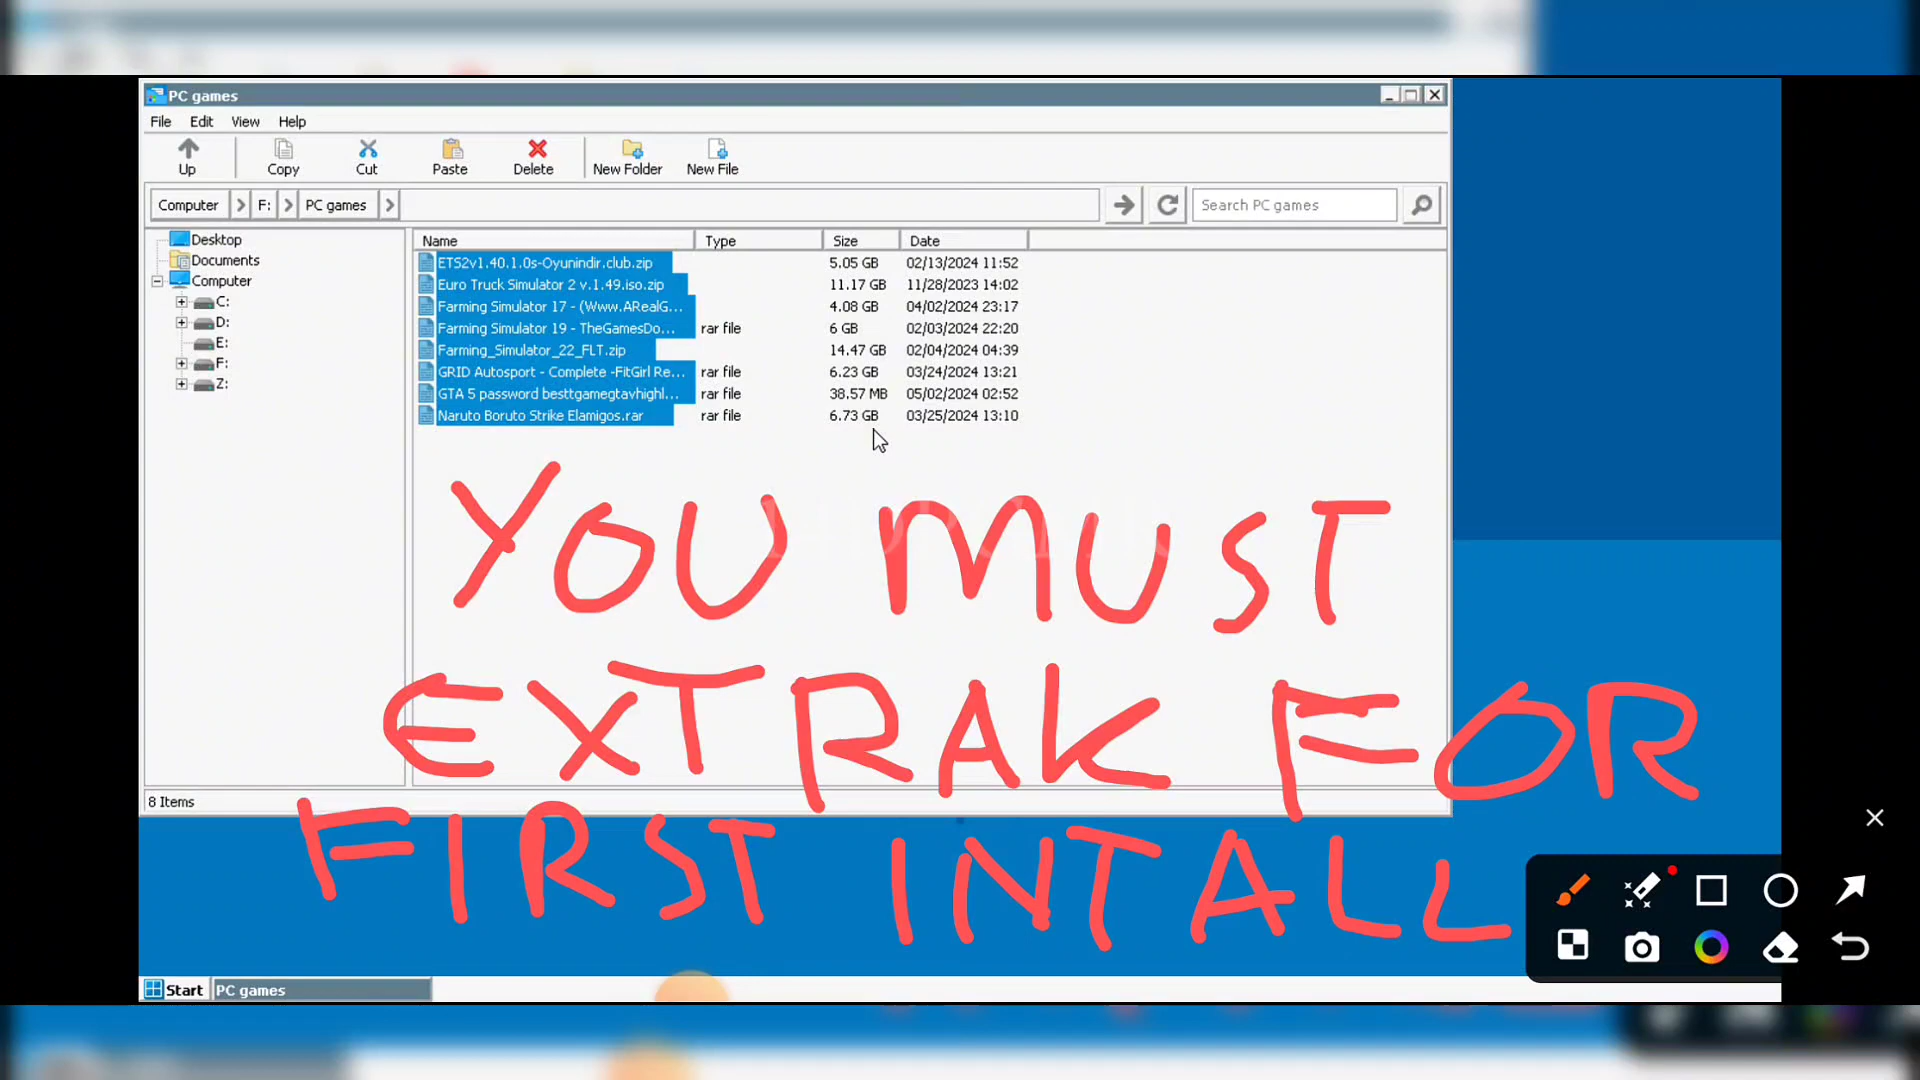 PC games
File Edit View Help
Up Copy Cut Paste Delete New Folder New File
Computer F: PC games Search PC games
Desktop
Documents
Computer
C:
D:
E:
F:
Z:
Name Type Size Date
ETS2v1.40.1.0s-Oyunindir.club.zip 5.05 GB 02/13/2024 11:52
Euro Truck Simulator 2 v.1.49.iso.zip 11.17 GB 11/28/2023 14:02
Farming Simulator 17 - (Www.ARealG... 4.08 GB 04/02/2024 23:17
Farming Simulator 19 - TheGamesDo... rar file 6 GB 02/03/2024 22:20
Farming_Simulator_22_FLT.zip 14.47 GB 02/04/2024 04:39
GRID Autosport - Complete -FitGirl Re... rar file 6.23 GB 03/24/2024 13:21
GTA 5 password besttgamegtavhighl... rar file 38.57 MB 05/02/2024 02:52
Naruto Boruto Strike Elamigos.rar rar file 6.73 GB 03/25/2024 13:10
YOU MUST
EXTRAK FOR
FIRST INTALL
8 Items
Start PC games